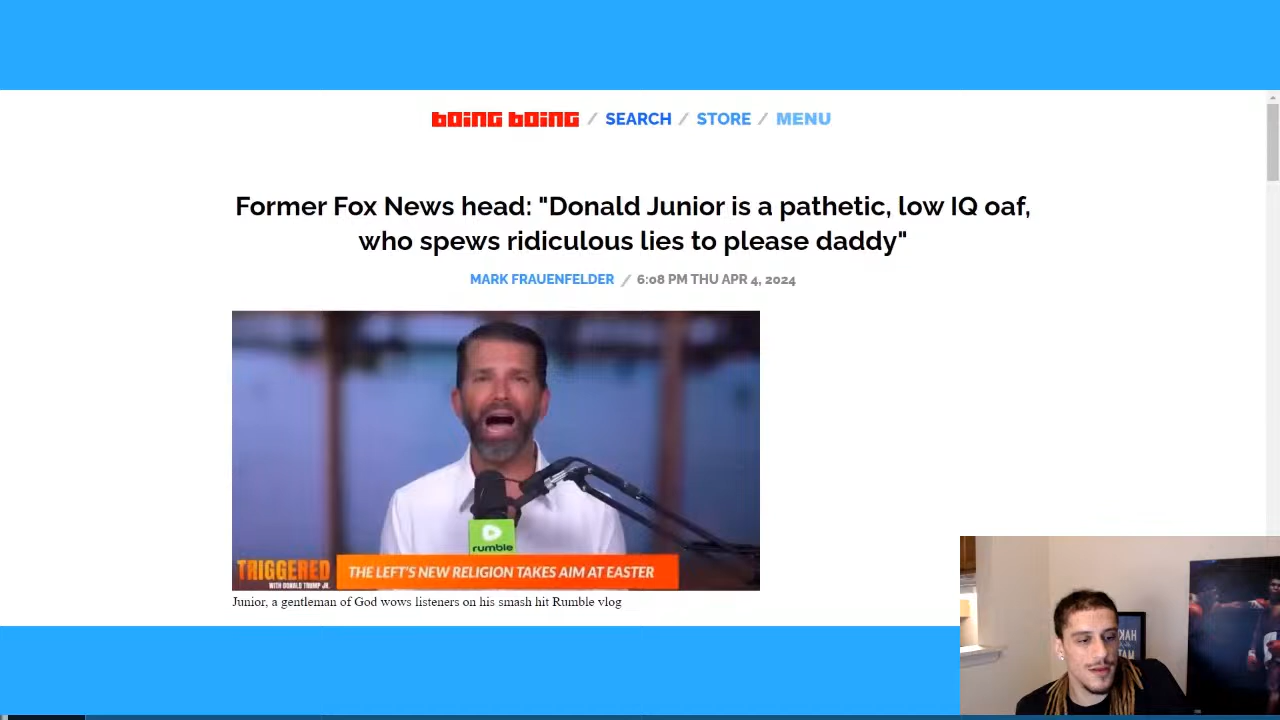 boing boing / SEARCH / STORE / MENU
Former Fox News head: "Donald Junior is a pathetic, low IQ oaf,
who spews ridiculous lies to please daddy"
MARK FRAUENFELDER / 6:08 PM THU APR 4, 2024
rumble
TRIGGERED
WITH DONALD TRUMP JR.
THE LEFT'S NEW RELIGION TAKES AIM AT EASTER
Junior, a gentleman of God wows listeners on his smash hit Rumble vlog